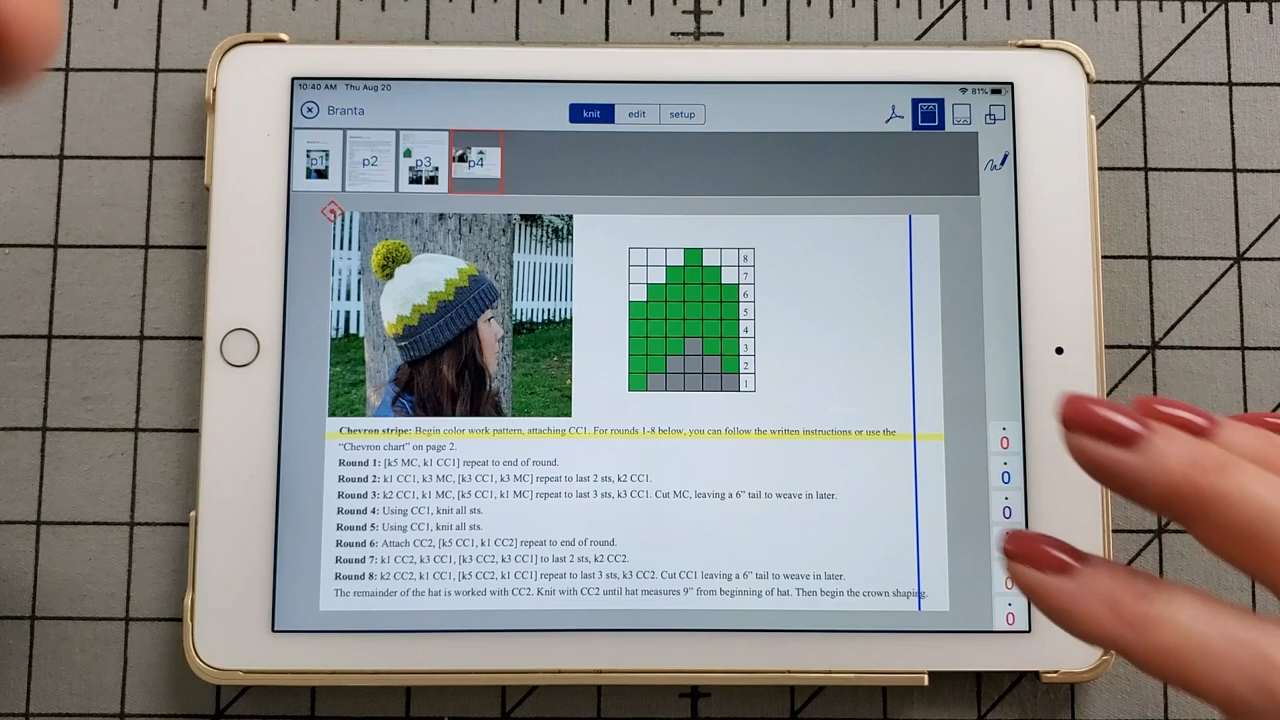 10:40 AM Thu Aug 20
81%
Branta
knit edit setup
p1 p2 p3 p4
8
7
6
5
4
3
2
1
Chevron stripe: Begin color work pattern, attaching CC1. For rounds 1-8 below, you can follow the written instructions or use the
“Chevron chart” on page 2.
Round 1: [k5 MC, k1 CC1] repeat to end of round.
Round 2: k1 CC1, k3 MC, [k3 CC1, k3 MC] repeat to last 2 sts, k2 CC1.
Round 3: k2 CC1, k1 MC, [k5 CC1, k1 MC] repeat to last 3 sts, k3 CC1. Cut MC, leaving a 6” tail to weave in later.
Round 4: Using CC1, knit all sts.
Round 5: Using CC1, knit all sts.
Round 6: Attach CC2, [k5 CC1, k1 CC2] repeat to end of round.
Round 7: k1 CC2, k3 CC1, [k3 CC2, k3 CC1] to last 2 sts, k2 CC2.
Round 8: k2 CC2, k1 CC1, [k5 CC2, k1 CC1] repeat to last 3 sts, k3 CC2. Cut CC1 leaving a 6” tail to weave in later.
The remainder of the hat is worked with CC2. Knit with CC2 until hat measures 9” from beginning of hat. Then begin the crown shaping.
0
0
0
0
0